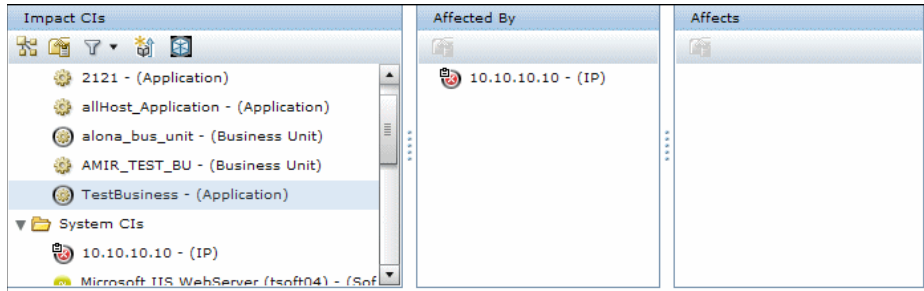 Impact CIs
2121 - (Application)
allHost_Application - (Application)
alona_bus_unit - (Business Unit)
AMIR_TEST_BU - (Business Unit)
TestBusiness - (Application)
System CIs
10.10.10.10 - (IP)
Microsoft IIS WebServer (tsoft04) - (Sof
Affected By
10.10.10.10 - (IP)
Affects